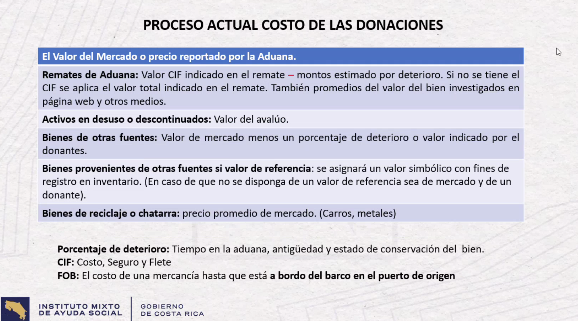 PROCESO ACTUAL COSTO DE LAS DONACIONES
El Valor del Mercado o precio reportado por la Aduana.
Remates de Aduana: Valor CIF indicado en el remate – montos estimado por deterioro. Si no se tiene el
CIF se aplica el valor total indicado en el remate. También promedios del valor del bien investigados en
página web y otros medios.
Activos en desuso o descontinuados: Valor del avalúo.
Bienes de otras fuentes: Valor de mercado menos un porcentaje de deterioro o valor indicado por el
donantes.
Bienes provenientes de otras fuentes si valor de referencia: se asignará un valor simbólico con fines de
registro en inventario. (En caso de que no se disponga de un valor de referencia sea de mercado y de un
donante).
Bienes de reciclaje o chatarra: precio promedio de mercado. (Carros, metales)
Porcentaje de deterioro: Tiempo en la aduana, antigüedad y estado de conservación del bien.
CIF: Costo, Seguro y Flete
FOB: El costo de una mercancía hasta que está a bordo del barco en el puerto de origen
INSTITUTO MIXTO
DE AYUDA SOCIAL
GOBIERNO
DE COSTA RICA